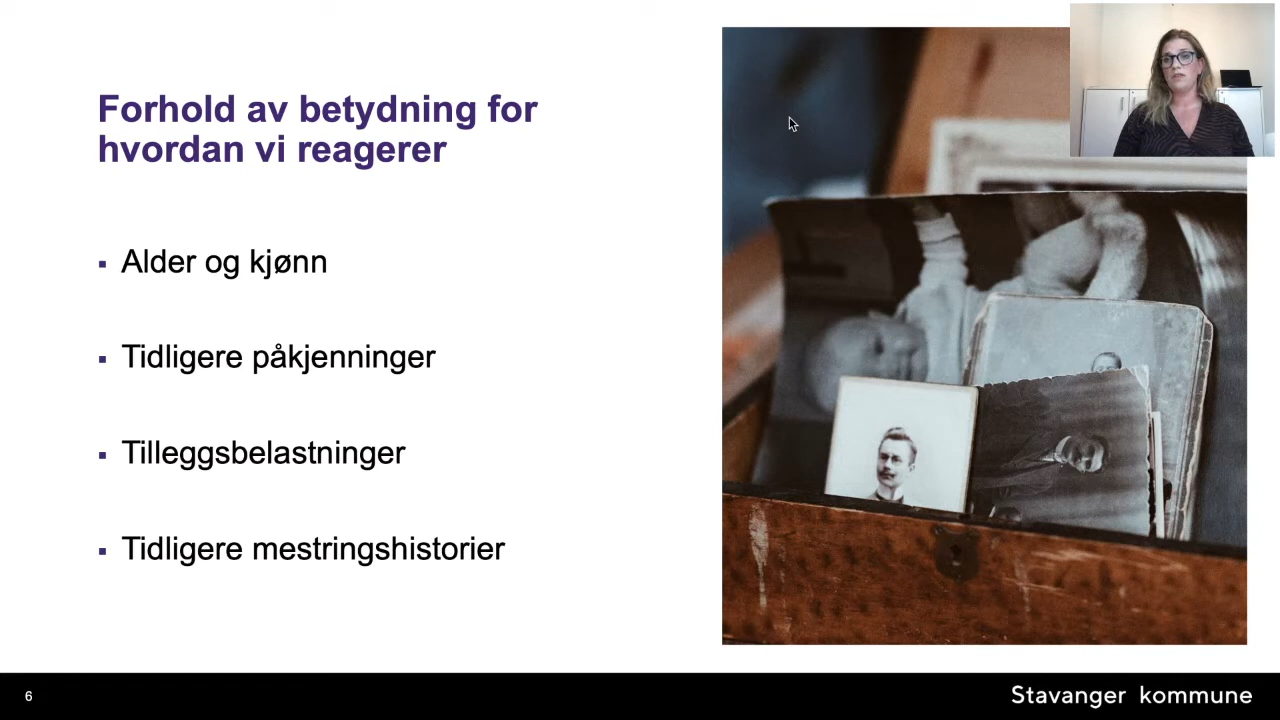 Forhold av betydning for
hvordan vi reagerer
▪ Alder og kjønn
▪ Tidligere påkjenninger
▪ Tilleggsbelastninger
▪ Tidligere mestringshistorier
6
Stavanger kommune